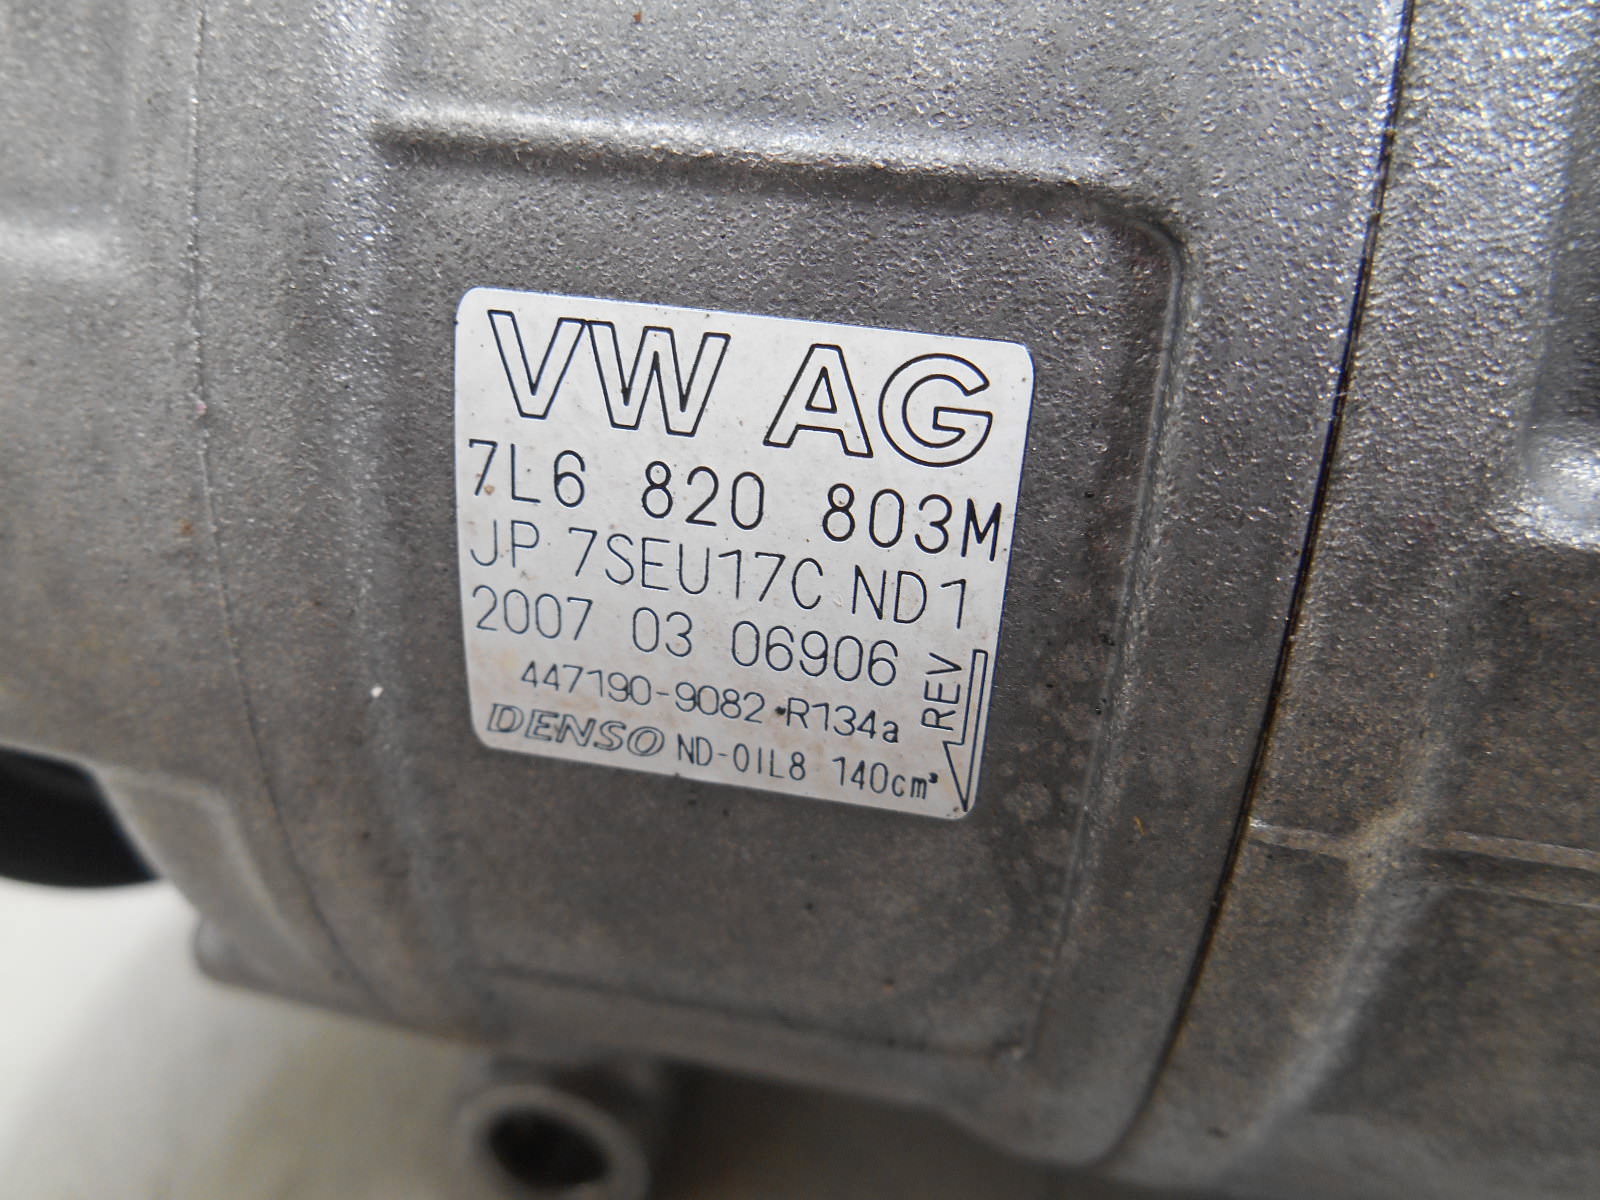 VW AG
7L6 820 803M
JP 7SEU17C ND1
2007 03 06906
447190-9082 R134a
DENSO ND-OIL8 140cm³
REV